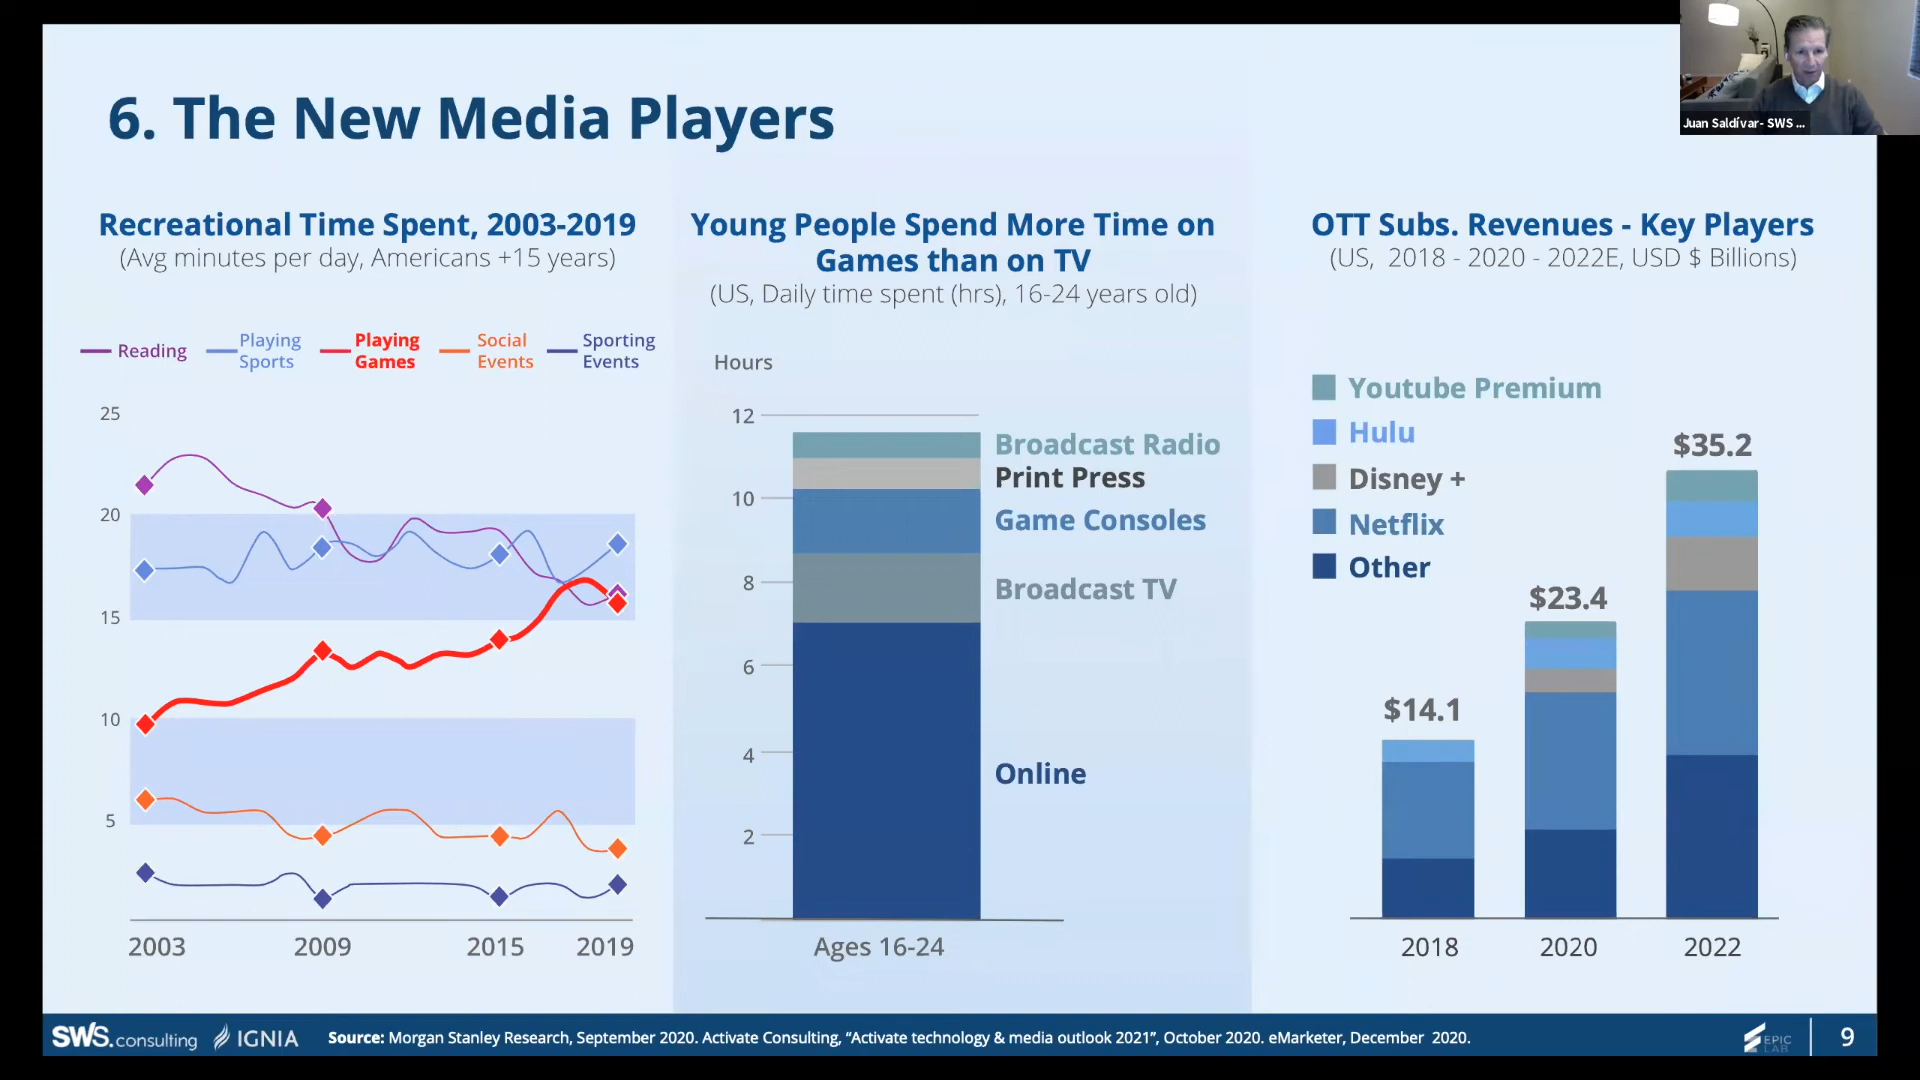 6. The New Media Players
Juan Saldívar- SWS ...
Recreational Time Spent, 2003-2019
(Avg minutes per day, Americans +15 years)
Reading
Playing
Sports
Playing
Games
Social
Events
Sporting
Events
25
20
15
10
5
2003
2009
2015
2019
Young People Spend More Time on
Games than on TV
(US, Daily time spent (hrs), 16-24 years old)
Hours
12
10
8
6
4
2
Broadcast Radio
Print Press
Game Consoles
Broadcast TV
Online
Ages 16-24
OTT Subs. Revenues - Key Players
(US, 2018 - 2020 - 2022E, USD $ Billions)
Youtube Premium
Hulu
Disney +
Netflix
Other
$14.1
$23.4
$35.2
2018
2020
2022
SWS.consulting
IGNIA
Source: Morgan Stanley Research, September 2020. Activate Consulting, “Activate technology & media outlook 2021”, October 2020. eMarketer, December 2020.
EPIC
LAB
9